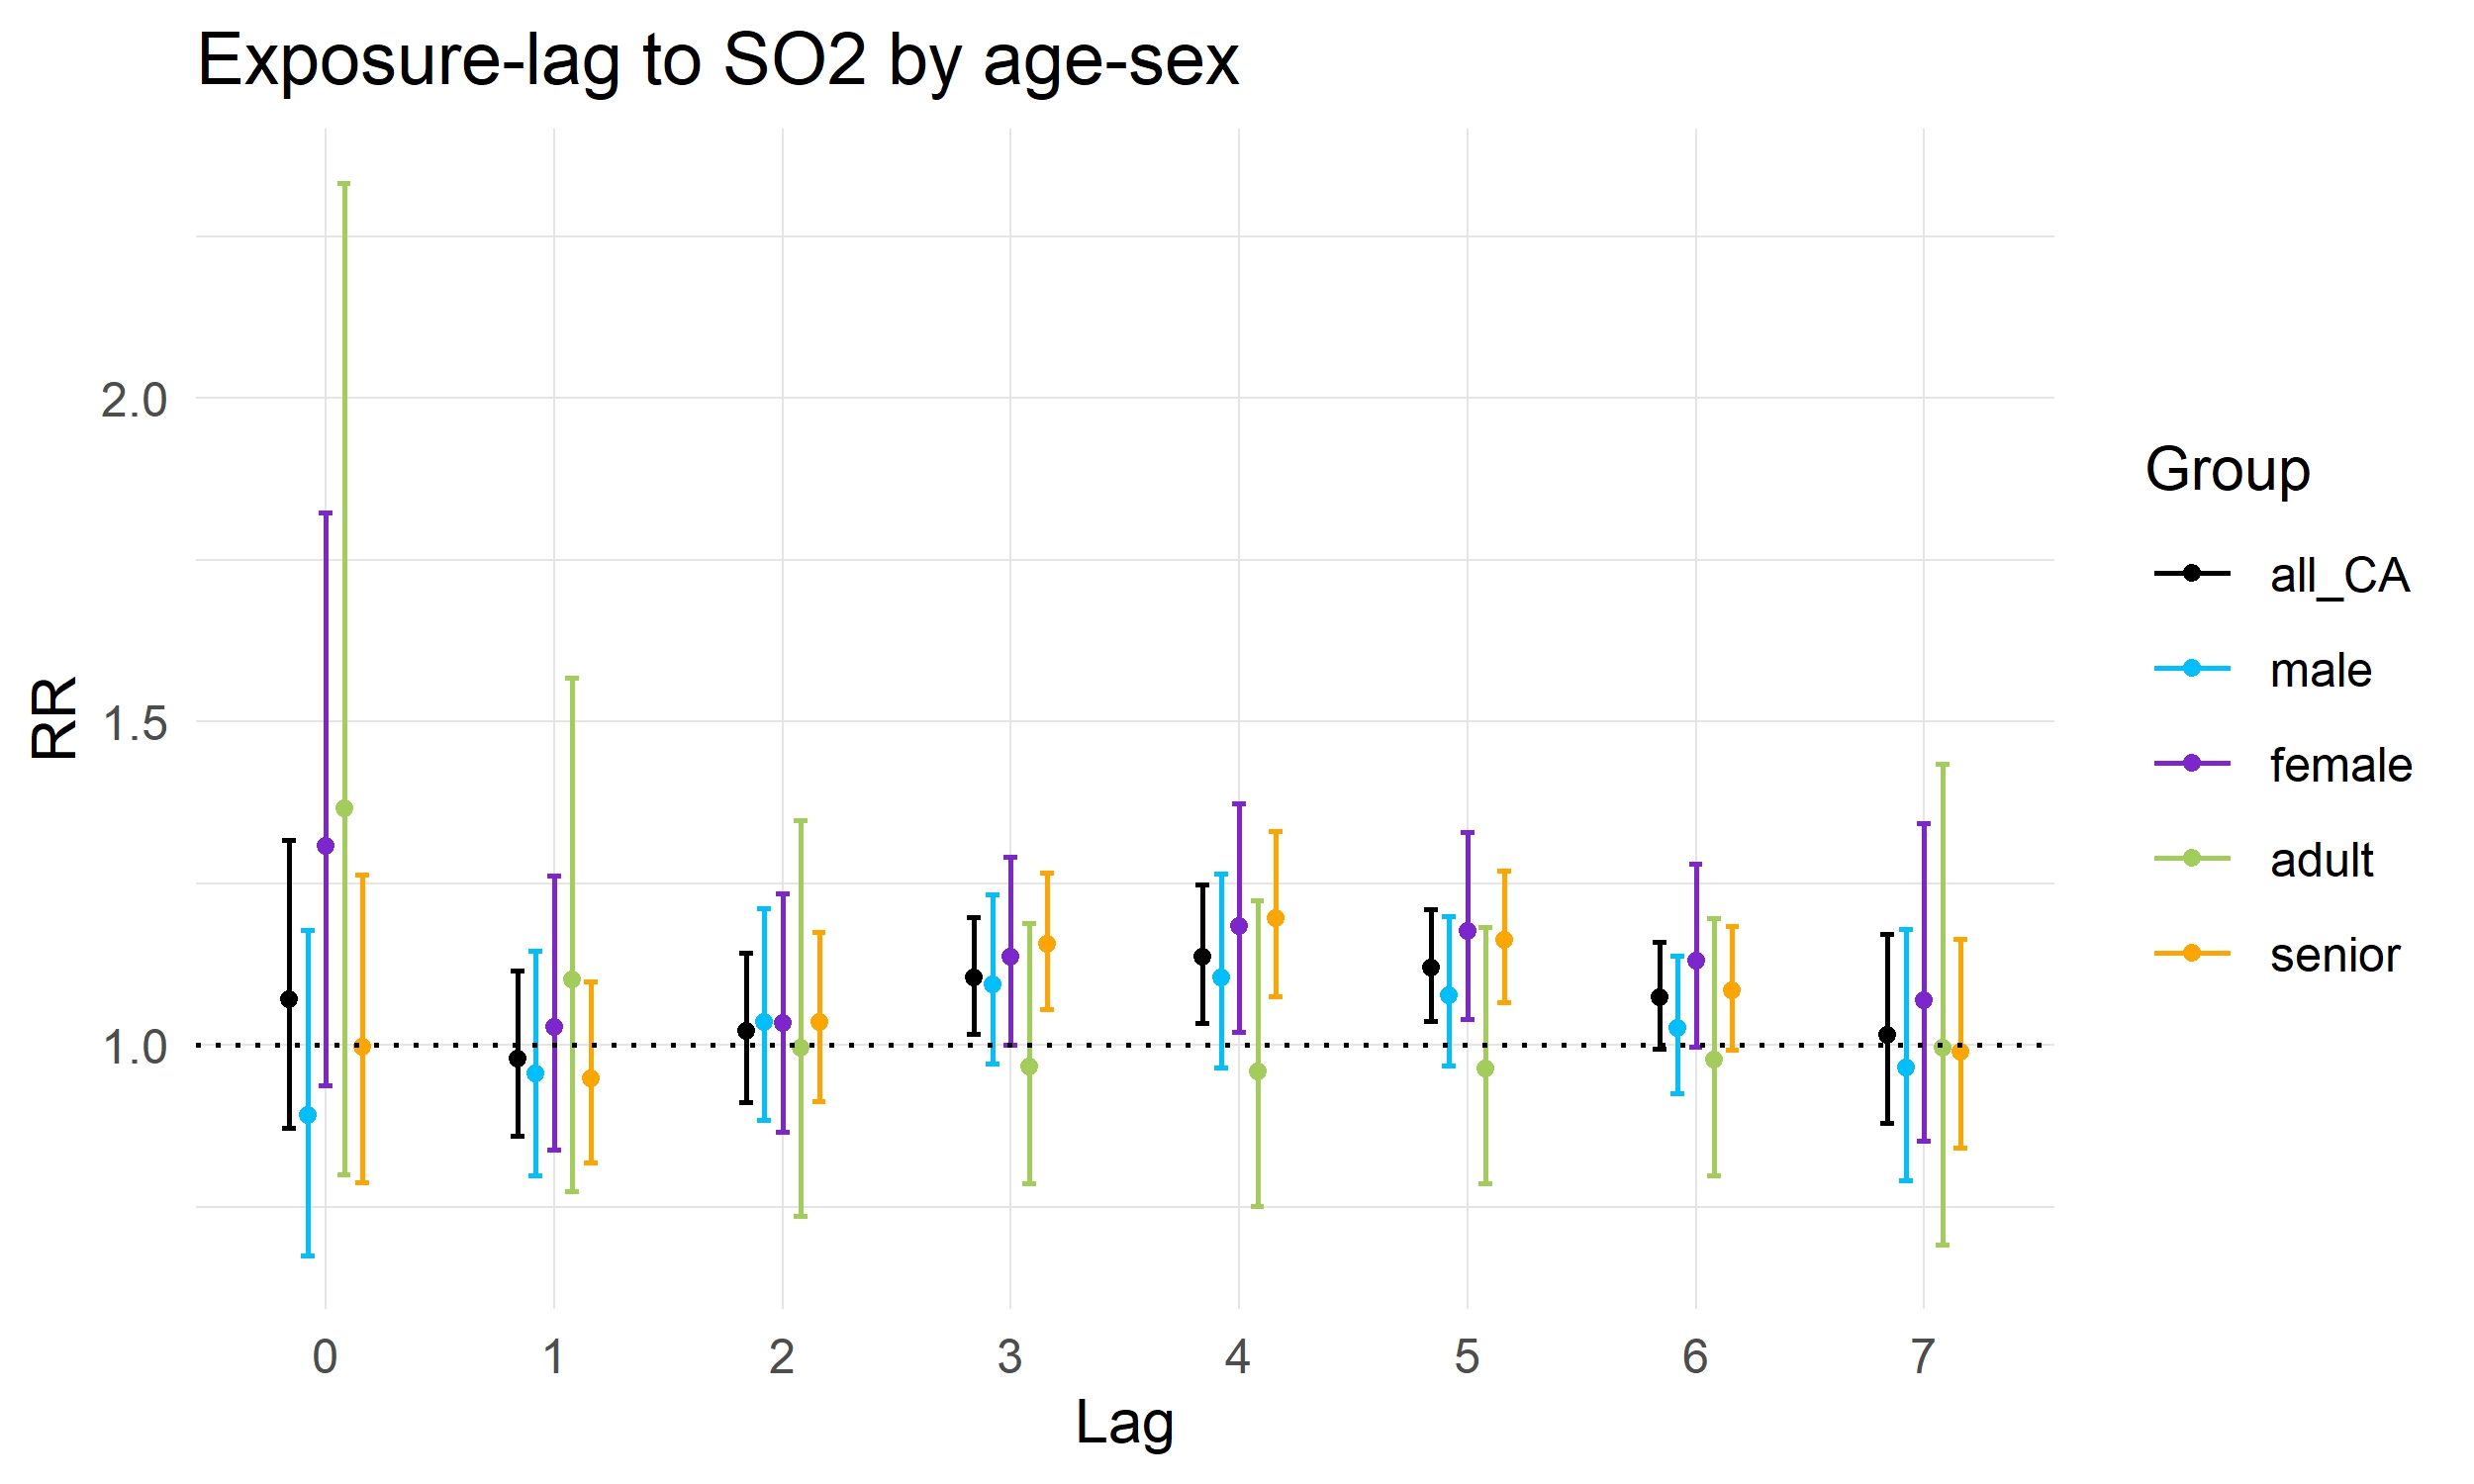 Exposure-lag to SO2 by age-sex
2.0
1.5
1.0
RR
0 1 2 3 4 5 6 7
Lag
Group
all_CA
male
female
adult
senior